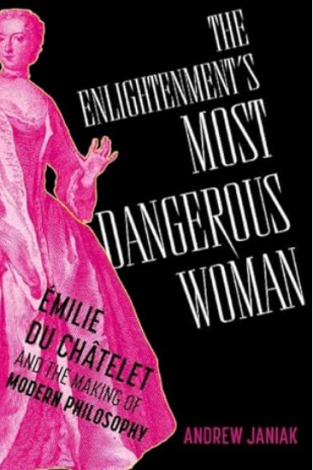 THE
ENLIGHTENMENT'S
MOST
DANGEROUS
WOMAN
ÉMILIE
DU CHÂTELET
AND THE MAKING OF
MODERN PHILOSOPHY
ANDREW JANIAK